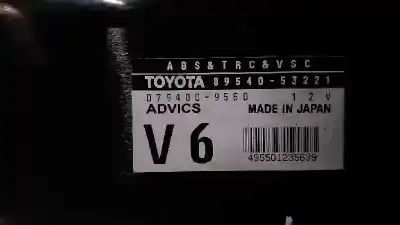 ABS&TRC&VSC
TOYOTA 89540-53221
079400-9550 12V
ADVICS MADE IN JAPAN
V6
495501235699